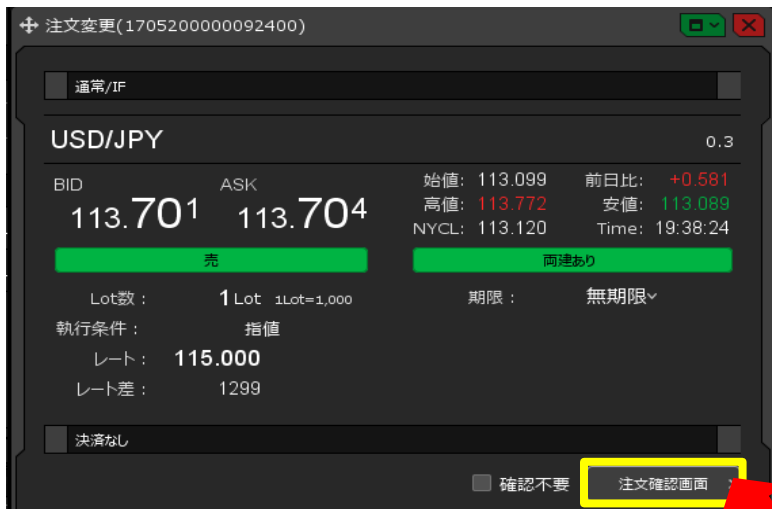 注文変更(1705200000092400)
通常/IF
USD/JPY 0.3
BID ASK 始値: 113.099 前日比: +0.581
113.701 113.704 高値: 113.772 安値: 113.089
NYCL: 113.120 Time: 19:38:24
売 両建あり
Lot数 : 1 Lot 1Lot=1,000 期限 : 無期限
執行条件 : 指値
レート : 115.000
レート差 : 1299
決済なし
確認不要 注文確認画面